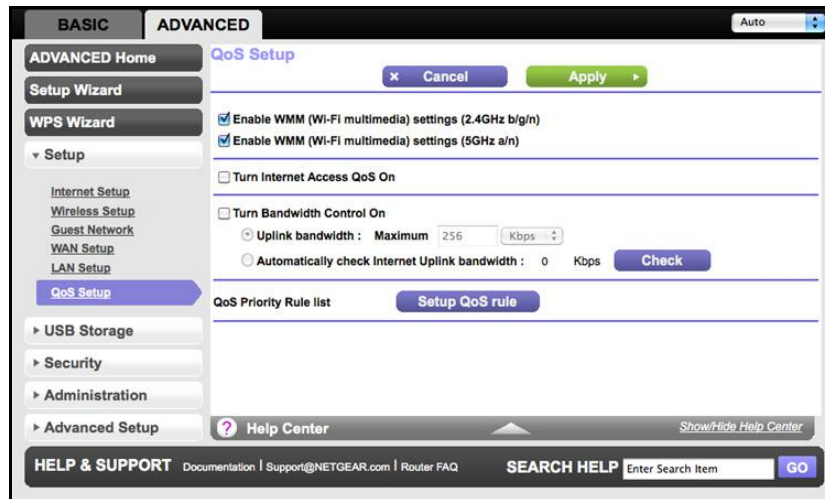 BASIC ADVANCED Auto
ADVANCED Home
Setup Wizard
WPS Wizard
Setup
Internet Setup
Wireless Setup
Guest Network
WAN Setup
LAN Setup
QoS Setup
USB Storage
Security
Administration
Advanced Setup
QoS Setup
x Cancel Apply
Enable WMM (Wi-Fi multimedia) settings (2.4GHz b/g/n)
Enable WMM (Wi-Fi multimedia) settings (5GHz a/n)
Turn Internet Access QoS On
Turn Bandwidth Control On
Uplink bandwidth : Maximum 256 Kbps
Automatically check Internet Uplink bandwidth : 0 Kbps Check
QoS Priority Rule list Setup QoS rule
? Help Center Show/Hide Help Center
HELP & SUPPORT Documentation | Support@NETGEAR.com | Router FAQ SEARCH HELP Enter Search Item GO